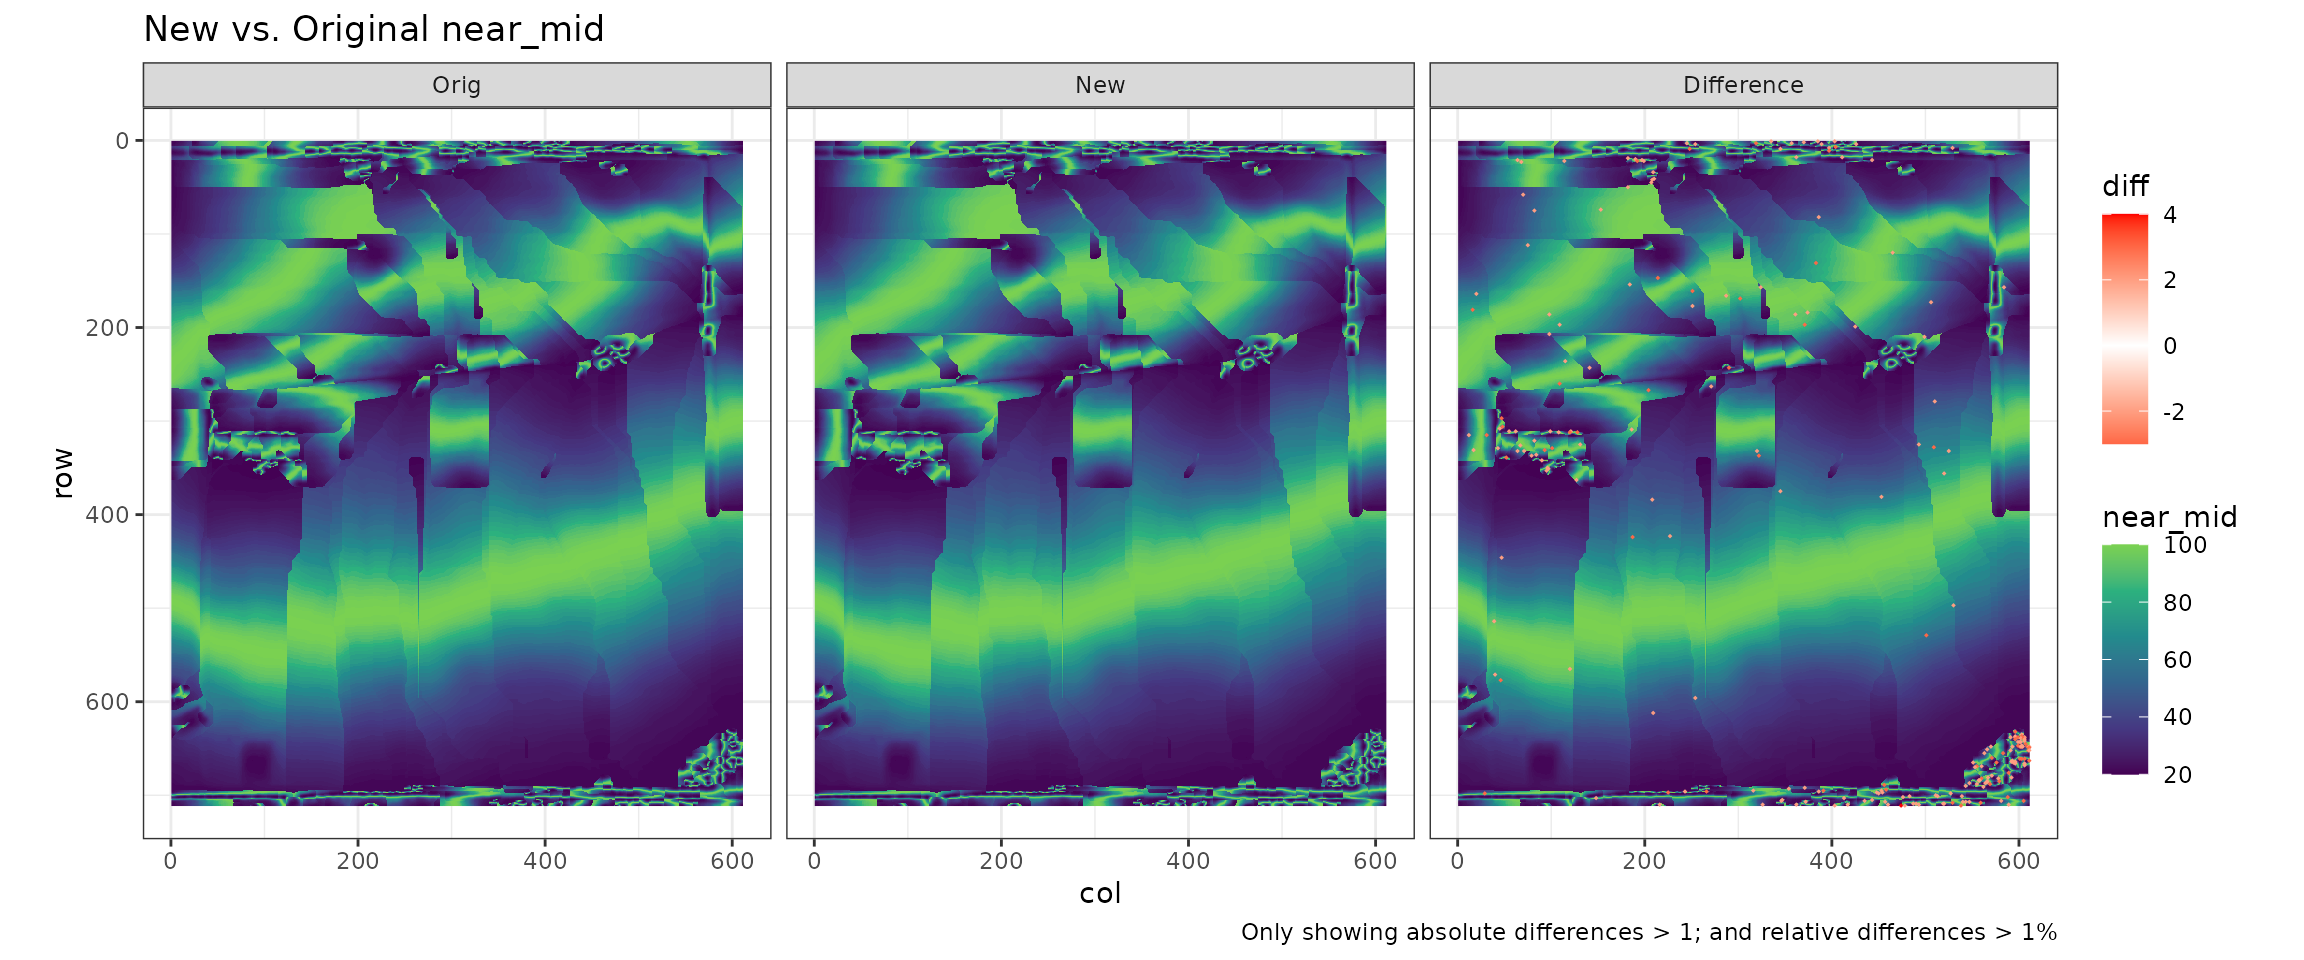 New vs. Original near_mid
Orig
New
Difference
0
200
400
600
row
0
200
400
600
0
200
400
600
0
200
400
600
col
diff
4
2
0
-2
near_mid
100
80
60
40
20
Only showing absolute differences > 1; and relative differences > 1%